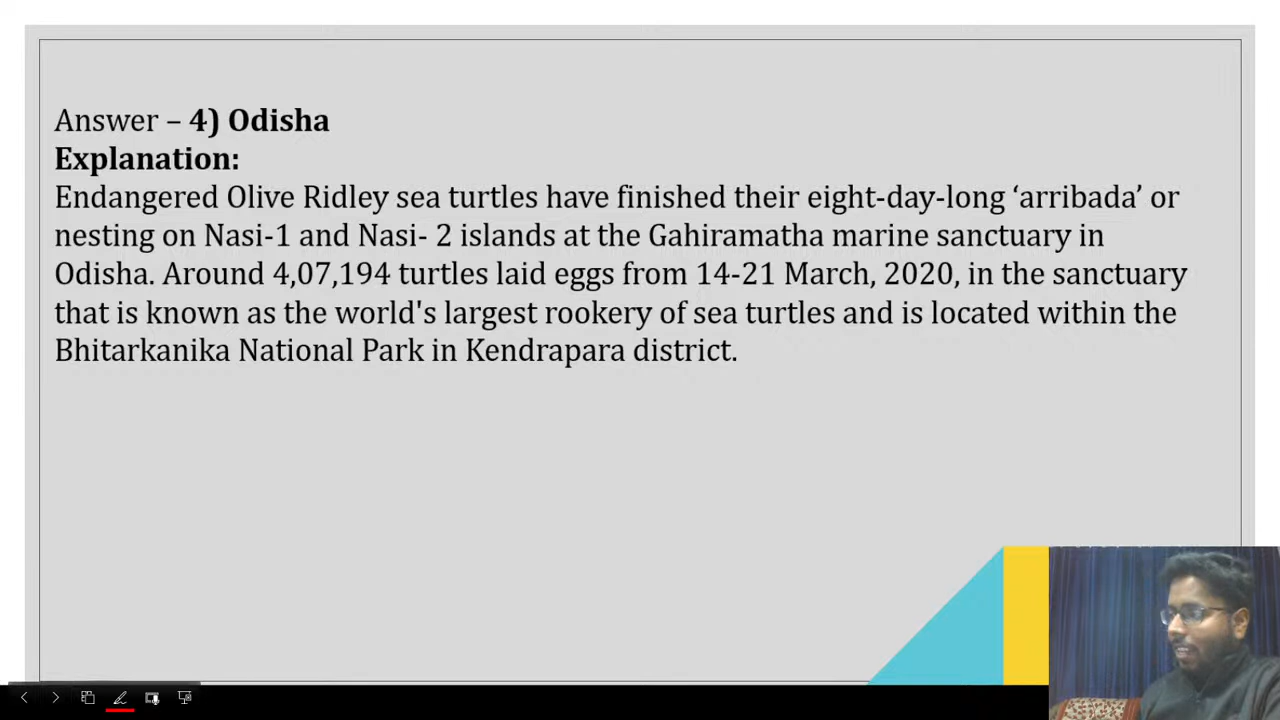 Answer – 4) Odisha
Explanation:
Endangered Olive Ridley sea turtles have finished their eight-day-long ‘arribada’ or
nesting on Nasi-1 and Nasi- 2 islands at the Gahiramatha marine sanctuary in
Odisha. Around 4,07,194 turtles laid eggs from 14-21 March, 2020, in the sanctuary
that is known as the world's largest rookery of sea turtles and is located within the
Bhitarkanika National Park in Kendrapara district.